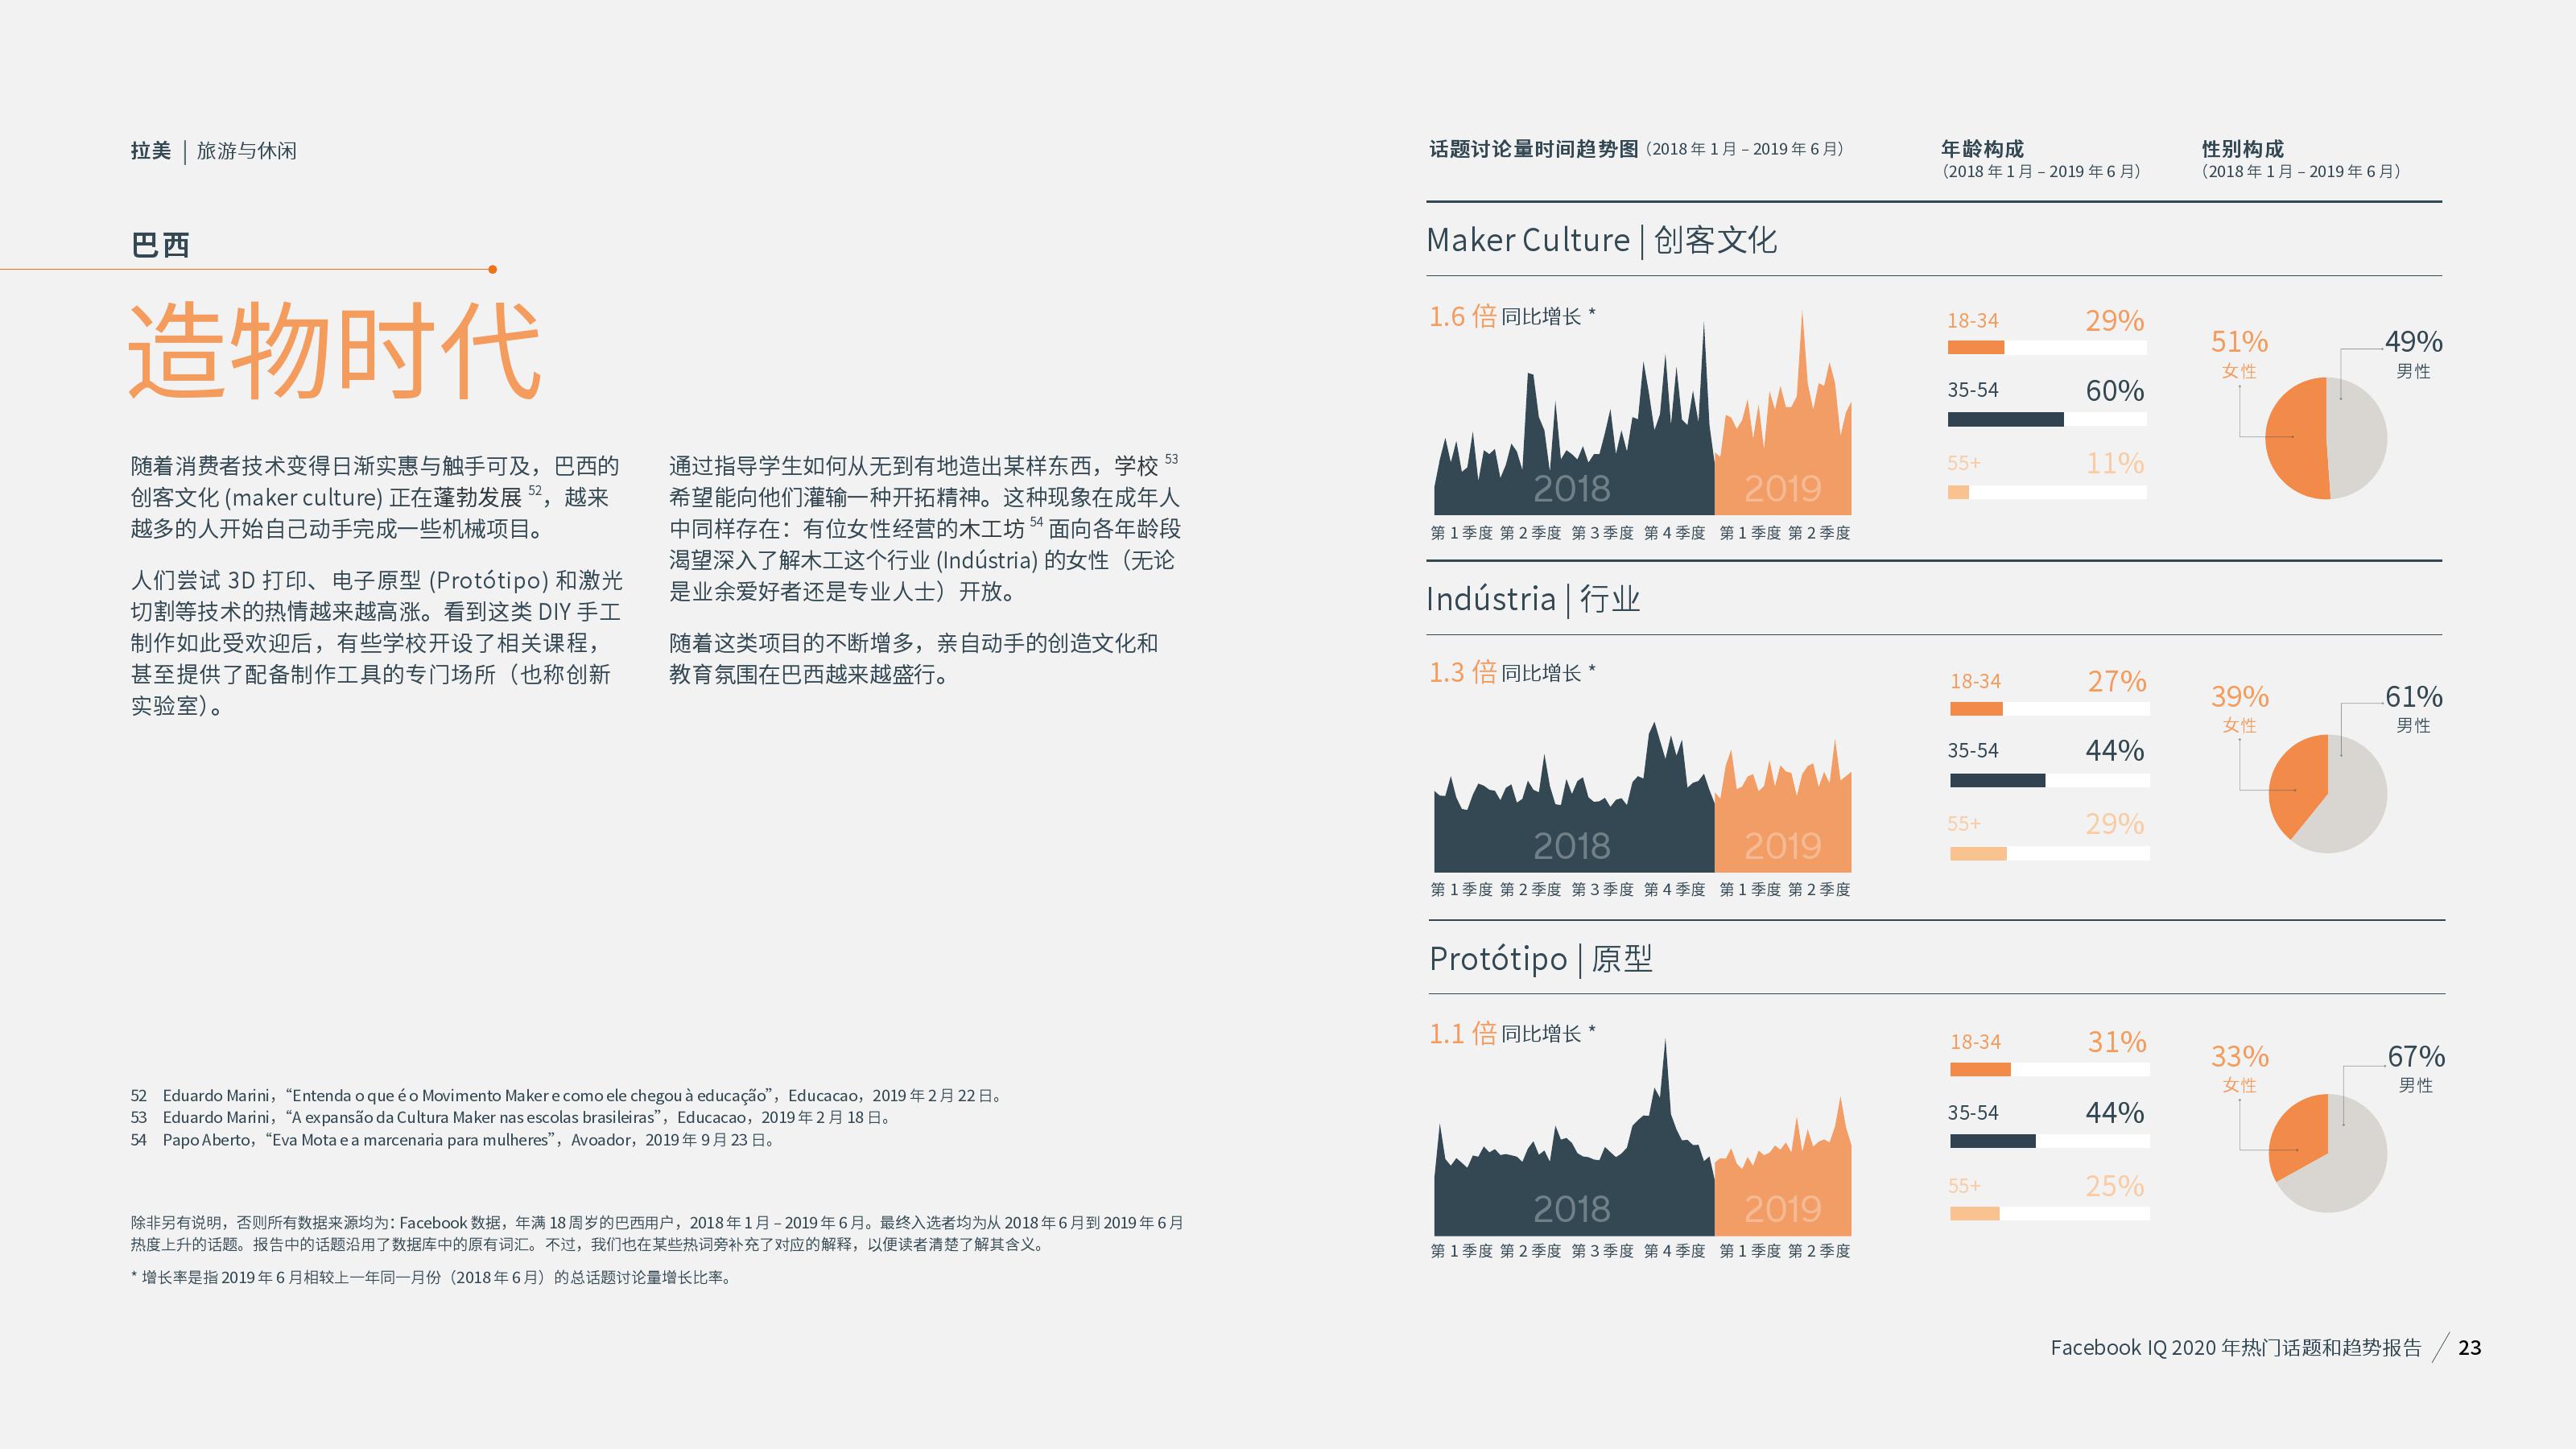 拉美 | 旅游与休闲
巴西
造物时代
随着消费者技术变得日渐实惠与触手可及，巴西的
创客文化 (maker culture) 正在蓬勃发展 52，越来
越多的人开始自己动手完成一些机械项目。
人们尝试 3D 打印、电子原型 (Protótipo) 和激光
切割等技术的热情越来越高涨。看到这类 DIY 手工
制作如此受欢迎后，有些学校开设了相关课程，
甚至提供了配备制作工具的专门场所（也称创新
实验室）。
通过指导学生如何从无到有地造出某样东西，学校 53
希望能向他们灌输一种开拓精神。这种现象在成年人
中同样存在：有位女性经营的木工坊 54 面向各年龄段
渴望深入了解木工这个行业 (Indústria) 的女性（无论
是业余爱好者还是专业人士）开放。
随着这类项目的不断增多，亲自动手的创造文化和
教育氛围在巴西越来越盛行。
52 Eduardo Marini，“Entenda o que é o Movimento Maker e como ele chegou à educação”，Educacao，2019 年 2 月 22 日。
53 Eduardo Marini，“A expansão da Cultura Maker nas escolas brasileiras”，Educacao，2019 年 2 月 18 日。
54 Papo Aberto，“Eva Mota e a marcenaria para mulheres”，Avoador，2019 年 9 月 23 日。
除非另有说明，否则所有数据来源均为：Facebook 数据，年满 18 周岁的巴西用户，2018 年 1 月 – 2019 年 6 月。最终入选者均为从 2018 年 6 月到 2019 年 6 月
热度上升的话题。报告中的话题沿用了数据库中的原有词汇。不过，我们也在某些热词旁补充了对应的解释，以便读者清楚了解其含义。
* 增长率是指 2019 年 6 月相较上一年同一月份（2018 年 6 月）的总话题讨论量增长比率。
话题讨论量时间趋势图（2018 年 1 月 – 2019 年 6 月）
年龄构成
（2018 年 1 月 – 2019 年 6 月）
性别构成
（2018 年 1 月 – 2019 年 6 月）
Maker Culture | 创客文化
1.6 倍同比增长 *
2018 2019
第 1 季度 第 2 季度 第 3 季度 第 4 季度 第 1 季度 第 2 季度
18-34 29%
35-54 60%
55+ 11%
51%
女性
49%
男性
Indústria | 行业
1.3 倍同比增长 *
2018 2019
第 1 季度 第 2 季度 第 3 季度 第 4 季度 第 1 季度 第 2 季度
18-34 27%
35-54 44%
55+ 29%
39%
女性
61%
男性
Protótipo | 原型
1.1 倍同比增长 *
2018 2019
第 1 季度 第 2 季度 第 3 季度 第 4 季度 第 1 季度 第 2 季度
18-34 31%
35-54 44%
55+ 25%
33%
女性
67%
男性
Facebook IQ 2020 年热门话题和趋势报告 / 23